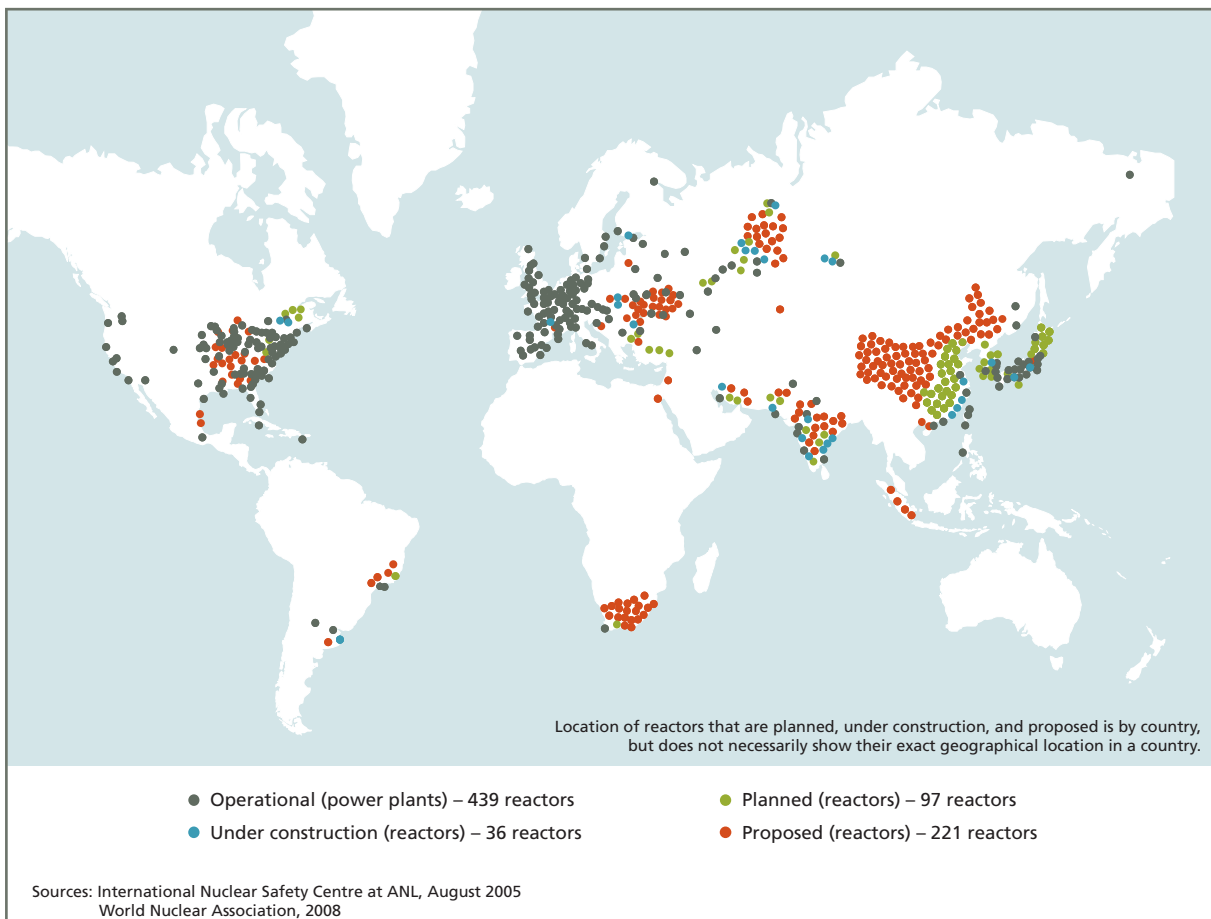 Location of reactors that are planned, under construction, and proposed is by country,
but does not necessarily show their exact geographical location in a country.
Operational (power plants) – 439 reactors
Under construction (reactors) – 36 reactors
Planned (reactors) – 97 reactors
Proposed (reactors) – 221 reactors
Sources: International Nuclear Safety Centre at ANL, August 2005
World Nuclear Association, 2008